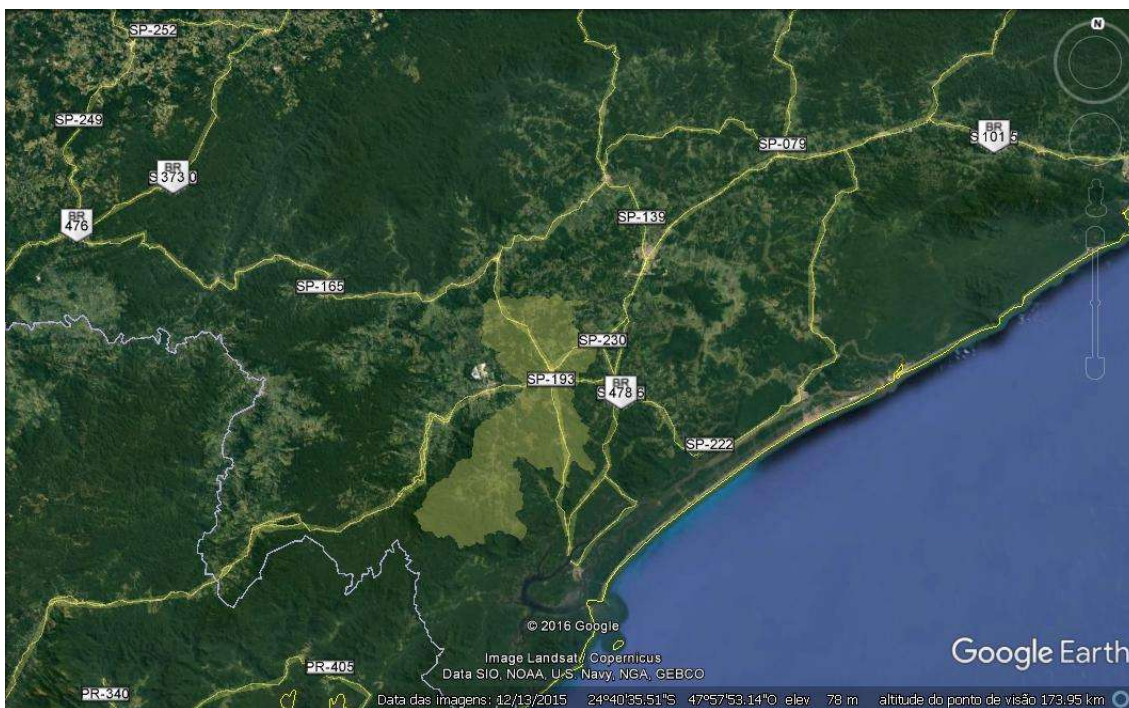 SP-252
N
SP-249
BR
373
SP-079
BR
101
BR
476
SP-139
SP-165
SP-230
SP-193
BR
478
SP-222
© 2016 Google
Image Landsat / Copernicus
Data SIO, NOAA, U.S. Navy, NGA, GEBCO
Google Earth
PR-405
PR-340
Data das imagens: 12/13/2015 24°40'35.51"S 47°57'53.14"O elev 78 m altitude do ponto de visão 173.95 km